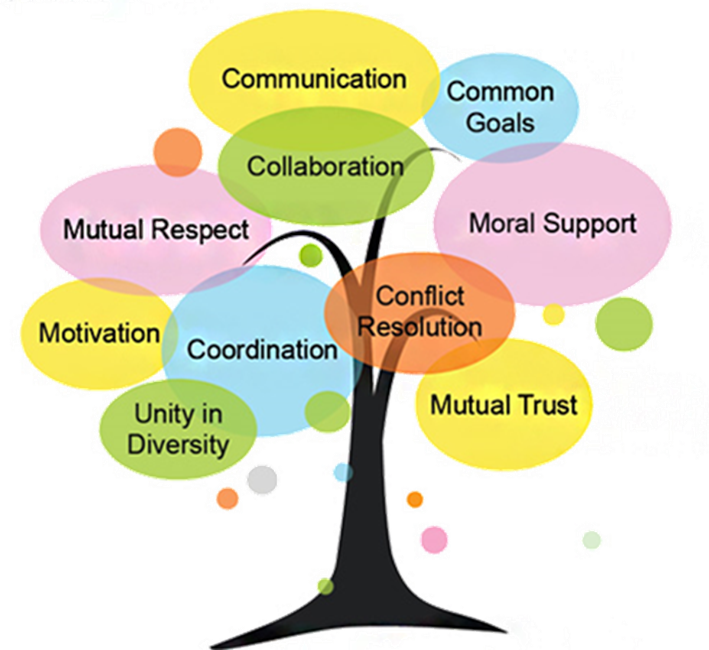 Communication
Common
Goals
Collaboration
Mutual Respect
Moral Support
Conflict
Resolution
Motivation
Coordination
Mutual Trust
Unity in
Diversity